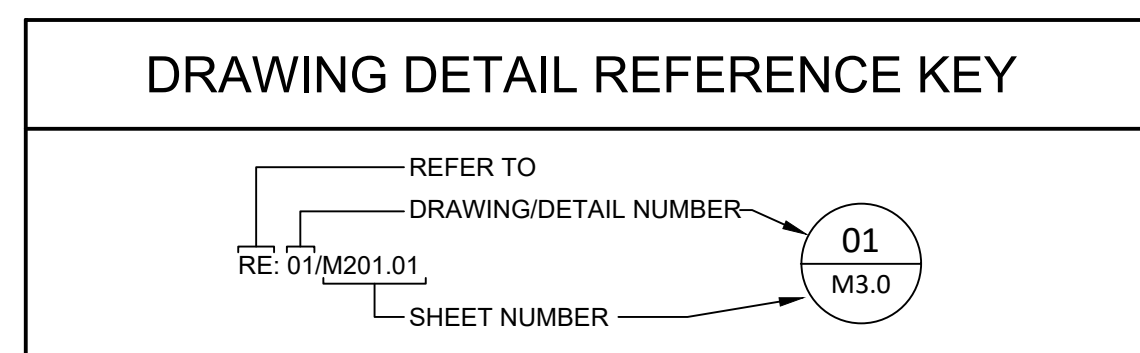 DRAWING DETAIL REFERENCE KEY
REFER TO
DRAWING/DETAIL NUMBER
01
RE: 01/M201.01
M3.0
SHEET NUMBER